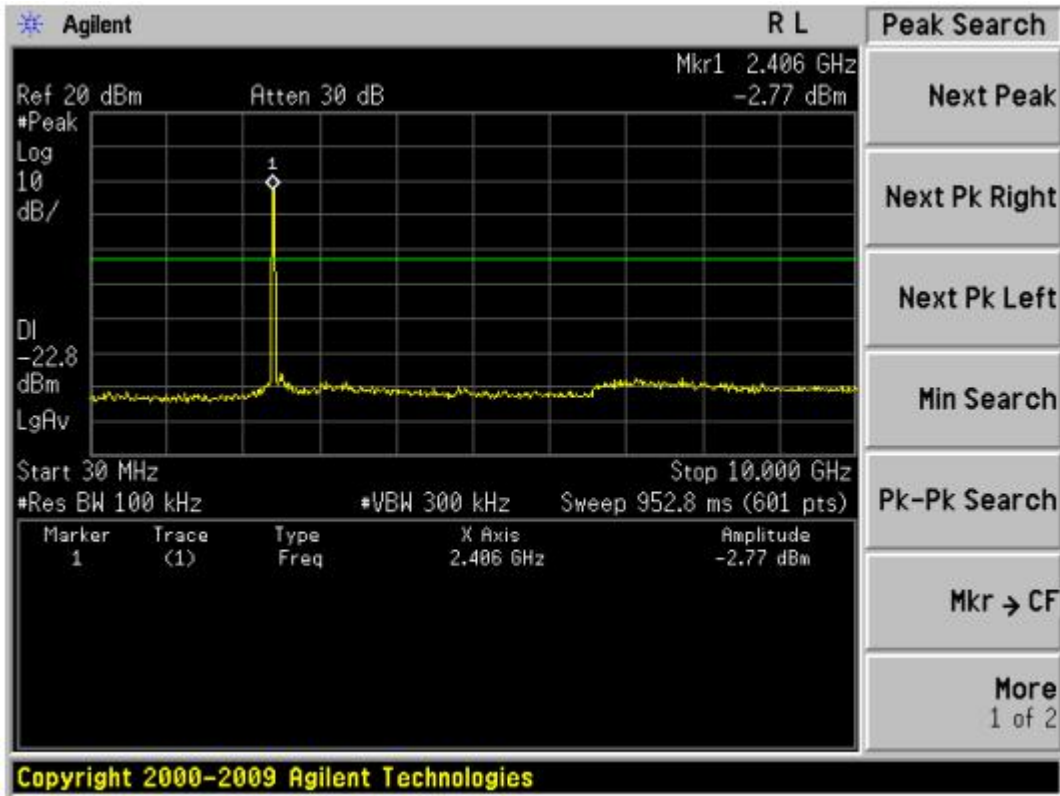 Agilent R L Peak Search
Mkr1 2.406 GHz
Ref 20 dBm Atten 30 dB -2.77 dBm
#Peak
Log
10
dB/
1
DI
-22.8
dBm
LgAv
Start 30 MHz Stop 10.000 GHz
#Res BW 100 kHz #VBW 300 kHz Sweep 952.8 ms (601 pts)
Marker Trace Type X Axis Amplitude
1 (1) Freq 2.406 GHz -2.77 dBm
Next Peak
Next Pk Right
Next Pk Left
Min Search
Pk-Pk Search
Mkr → CF
More
1 of 2
Copyright 2000-2009 Agilent Technologies